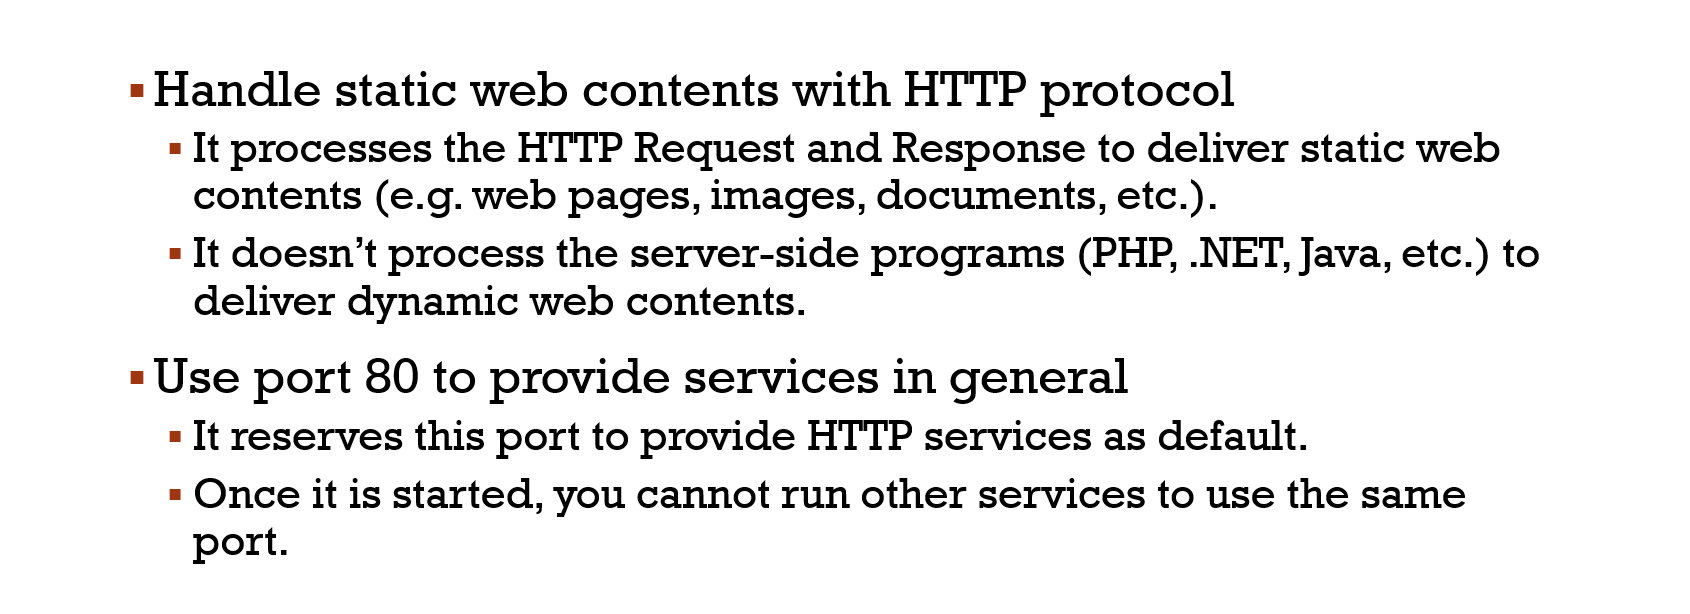 ▪ Handle static web contents with HTTP protocol
▪ It processes the HTTP Request and Response to deliver static web
contents (e.g. web pages, images, documents, etc.).
▪ It doesn’t process the server-side programs (PHP, .NET, Java, etc.) to
deliver dynamic web contents.
▪ Use port 80 to provide services in general
▪ It reserves this port to provide HTTP services as default.
▪ Once it is started, you cannot run other services to use the same
port.